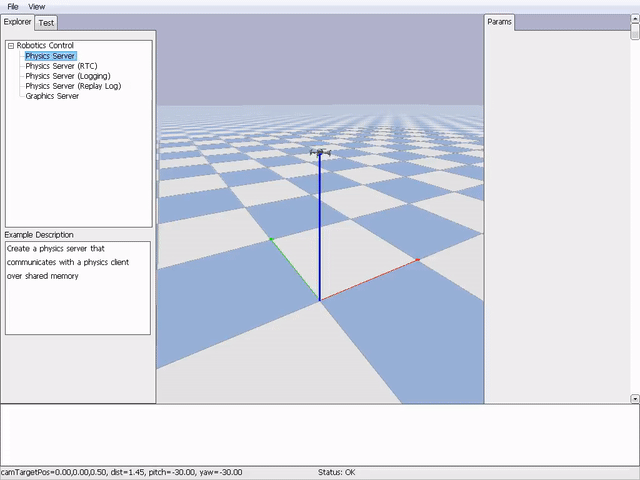 File View
Explorer Test
Params
Robotics Control
Physics Server
Physics Server (RTC)
Physics Server (Logging)
Physics Server (Replay Log)
Graphics Server
Example Description
Create a physics server that
communicates with a physics client
over shared memory
camTargetPos=0.00,0.00,0.50, dist=1.45, pitch=-30.00, yaw=-30.00 Status: OK